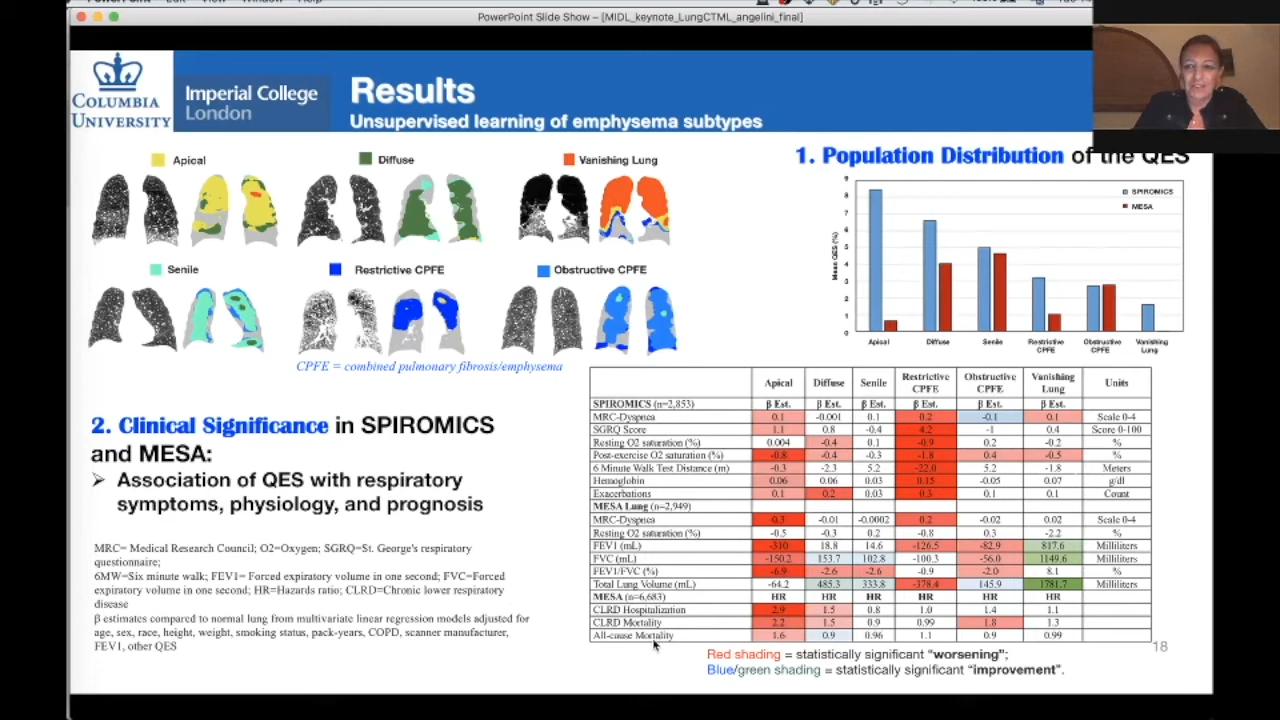 PowerPoint Slide Show – [MIDL_keynote_LungCTML_angelini_final]
COLUMBIA
UNIVERSITY
Imperial College
London
Results
Unsupervised learning of emphysema subtypes
Apical
Diffuse
Vanishing Lung
Senile
Restrictive CPFE
Obstructive CPFE
CPFE = combined pulmonary fibrosis/emphysema
1. Population Distribution of the QES
Mean QES (%)
9
8
7
6
5
4
3
2
1
0
SPIROMICS
MESA
Apical
Diffuse
Senile
Restrictive CPFE
Obstructive CPFE
Vanishing Lung
2. Clinical Significance in SPIROMICS
and MESA:
➢ Association of QES with respiratory
symptoms, physiology, and prognosis
MRC= Medical Research Council; O2=Oxygen; SGRQ=St. George's respiratory
questionnaire;
6MW=Six minute walk; FEV1= Forced expiratory volume in one second; FVC=Forced
expiratory volume in one second; HR=Hazards ratio; CLRD=Chronic lower respiratory
disease
β estimates compared to normal lung from multivariate linear regression models adjusted for
age, sex, race, height, weight, smoking status, pack-years, COPD, scanner manufacturer,
FEV1, other QES
Apical Diffuse Senile Restrictive CPFE Obstructive CPFE Vanishing Lung Units
SPIROMICS (n=2,853) β Est. β Est. β Est. β Est. β Est. β Est.
MRC-Dyspnea 0.1 -0.001 0.1 0.2 -0.1 0.1 Scale 0-4
SGRQ Score 1.1 0.8 -0.4 4.2 -1 0.4 Score 0-100
Resting O2 saturation (%) 0.004 -0.4 0.1 -0.9 0.2 -0.2 %
Post-exercise O2 saturation (%) -0.8 -0.4 -0.3 -1.8 0.4 -0.5 %
6 Minute Walk Test Distance (m) -0.3 -2.3 5.2 -22.0 5.2 -1.8 Meters
Hemoglobin 0.06 0.06 0.03 0.15 -0.05 0.07 g/dl
Exacerbations 0.1 0.2 0.03 0.3 0.1 0.1 Count
MESA Lung (n=2,949)
MRC-Dyspnea 0.3 -0.01 -0.0002 0.2 -0.02 0.02 Scale 0-4
Resting O2 saturation (%) -0.5 -0.3 0.2 -0.8 0.3 -2.2 %
FEV1 (mL) -310 18.8 14.6 -126.5 -82.9 817.6 Milliliters
FVC (mL) -150.2 153.7 102.8 -100.3 -56.0 1149.6 Milliliters
FEV1/FVC (%) -6.9 -2.6 -2.6 -0.9 -2.0 8.1 %
Total Lung Volume (mL) -64.2 485.3 333.8 -378.4 145.9 1781.7 Milliliters
MESA (n=6,683) HR HR HR HR HR HR
CLRD Hospitalization 2.9 1.5 0.8 1.0 1.4 1.1
CLRD Mortality 2.2 1.5 0.9 0.99 1.8 1.3
All-cause Mortality 1.6 0.9 0.96 1.1 0.9 0.99
Red shading = statistically significant “worsening”;
Blue/green shading = statistically significant “improvement”.
18